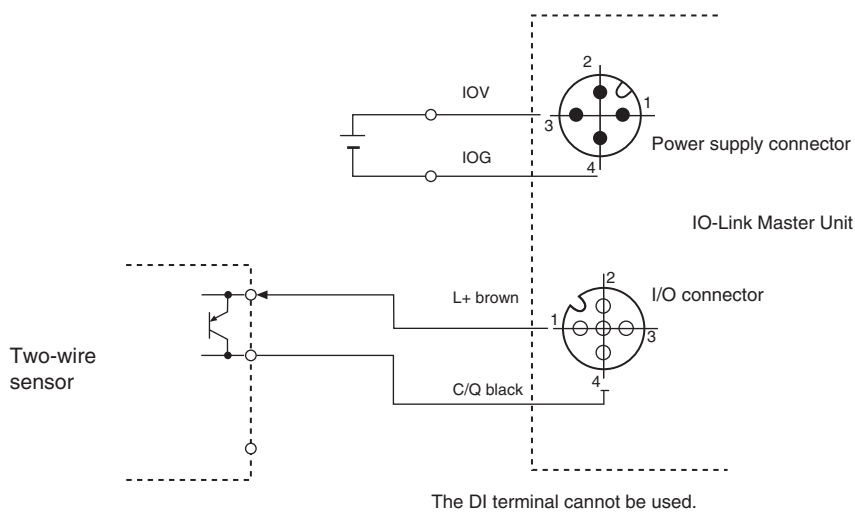 2
IOV
1
3
Power supply connector
IOG
4
IO-Link Master Unit
2
L+ brown
I/O connector
1
3
Two-wire
sensor
4
C/Q black
The DI terminal cannot be used.